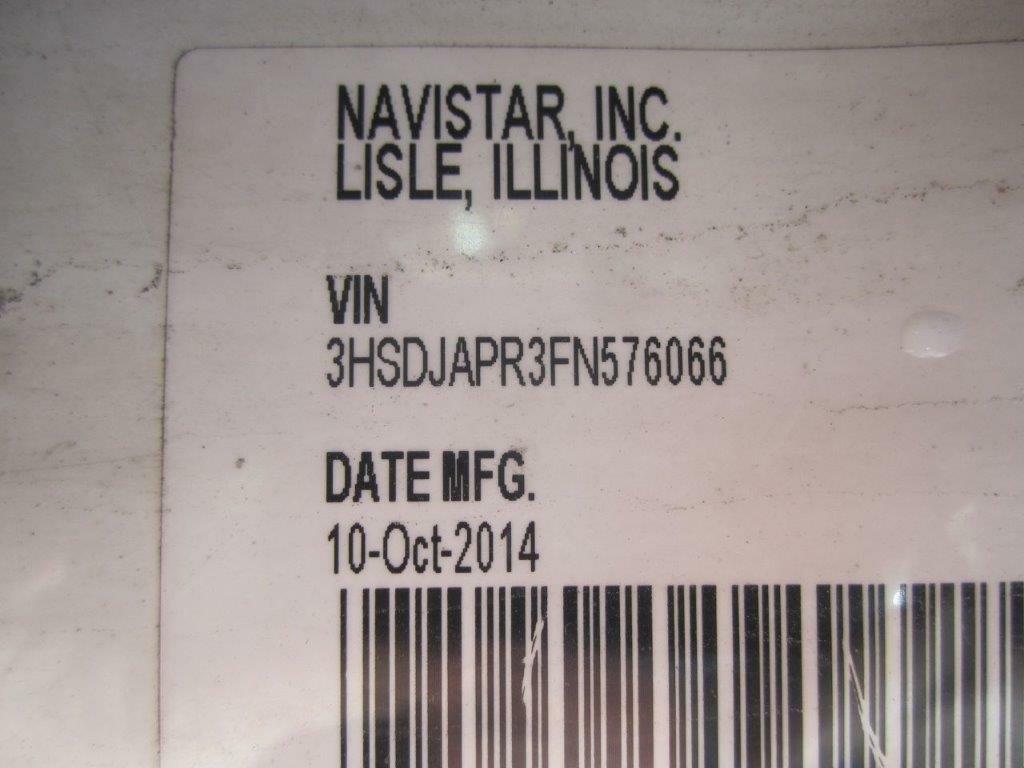 NAVISTAR, INC.
LISLE, ILLINOIS
VIN
3HSDJAPR3FN576066
DATE MFG.
10-Oct-2014